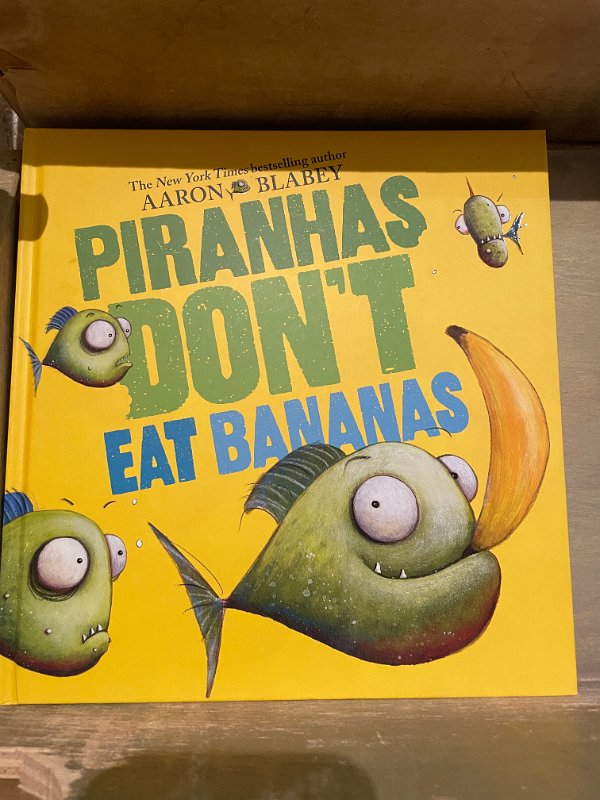 The New York Times bestselling author
AARON BLABEY
PIRANHAS
DON'T
EAT BANANAS